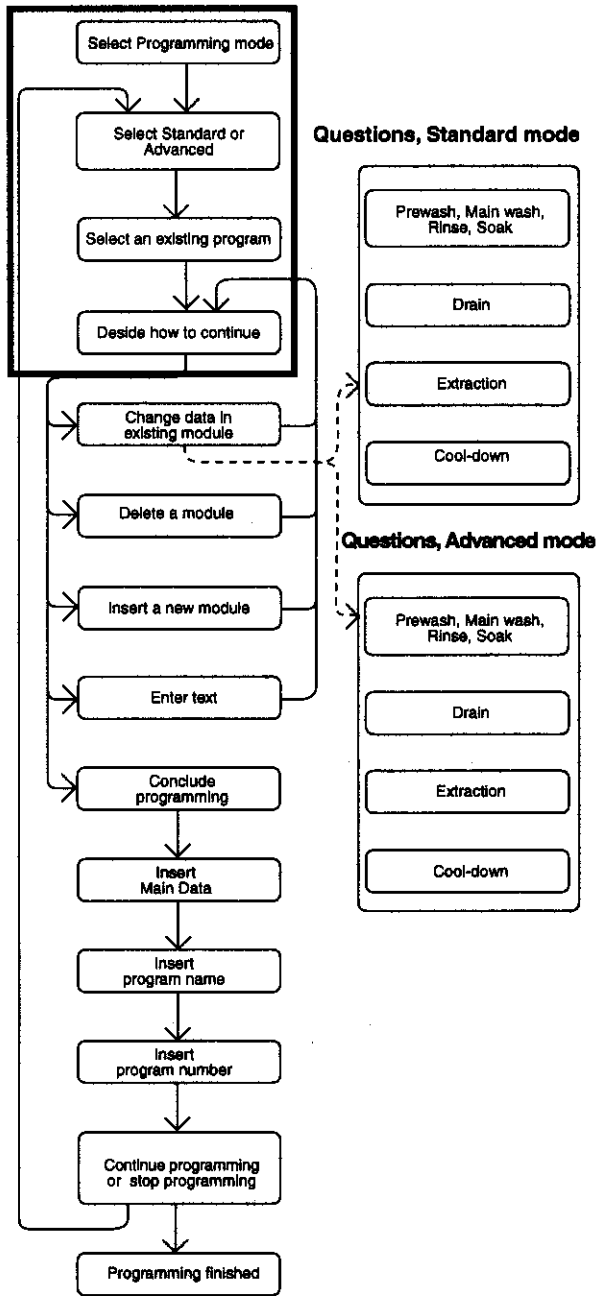 Select Programming mode
Select Standard or
Advanced
Select an existing program
Deside how to continue
Change data in
existing module
Delete a module
Insert a new module
Enter text
Conclude
programming
Insert
Main Data
Insert
program name
Insert
program number
Continue programming
or stop programming
Programming finished
Questions, Standard mode
Prewash, Main wash,
Rinse, Soak
Drain
Extraction
Cool-down
Questions, Advanced mode
Prewash, Main wash,
Rinse, Soak
Drain
Extraction
Cool-down